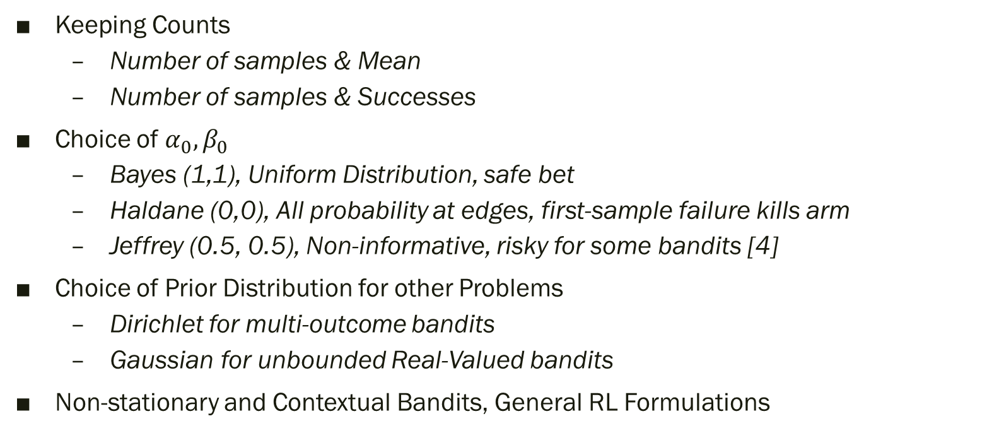 ■ Keeping Counts
– Number of samples & Mean
– Number of samples & Successes
■ Choice of α₀, β₀
– Bayes (1,1), Uniform Distribution, safe bet
– Haldane (0,0), All probability at edges, first-sample failure kills arm
– Jeffrey (0.5, 0.5), Non-informative, risky for some bandits [4]
■ Choice of Prior Distribution for other Problems
– Dirichlet for multi-outcome bandits
– Gaussian for unbounded Real-Valued bandits
■ Non-stationary and Contextual Bandits, General RL Formulations